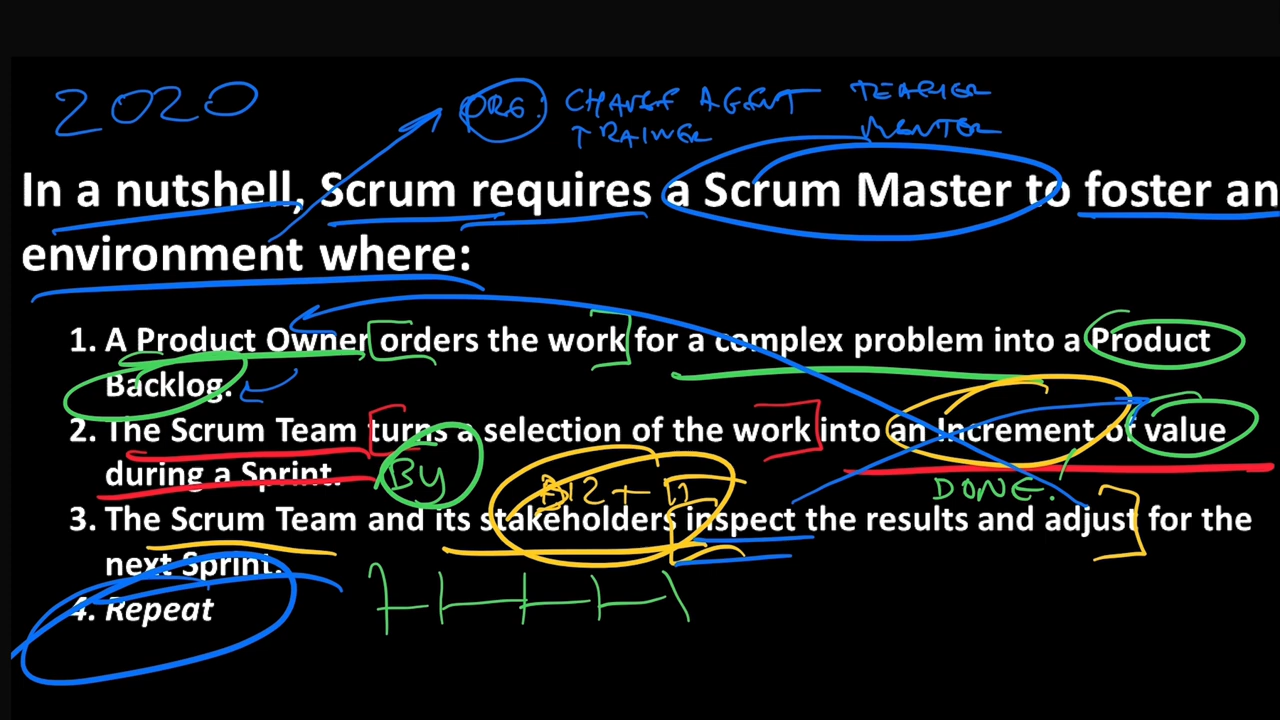 2020
ORG: CHANGE AGENT TEACHER
TRAINER MENTOR
In a nutshell, Scrum requires a Scrum Master to foster an
environment where:
1. A Product Owner orders the work for a complex problem into a Product
Backlog.
2. The Scrum Team turns a selection of the work into an Increment of value
during a Sprint.
By
DONE!
3. The Scrum Team and its stakeholders inspect the results and adjust for the
next Sprint.
4. Repeat